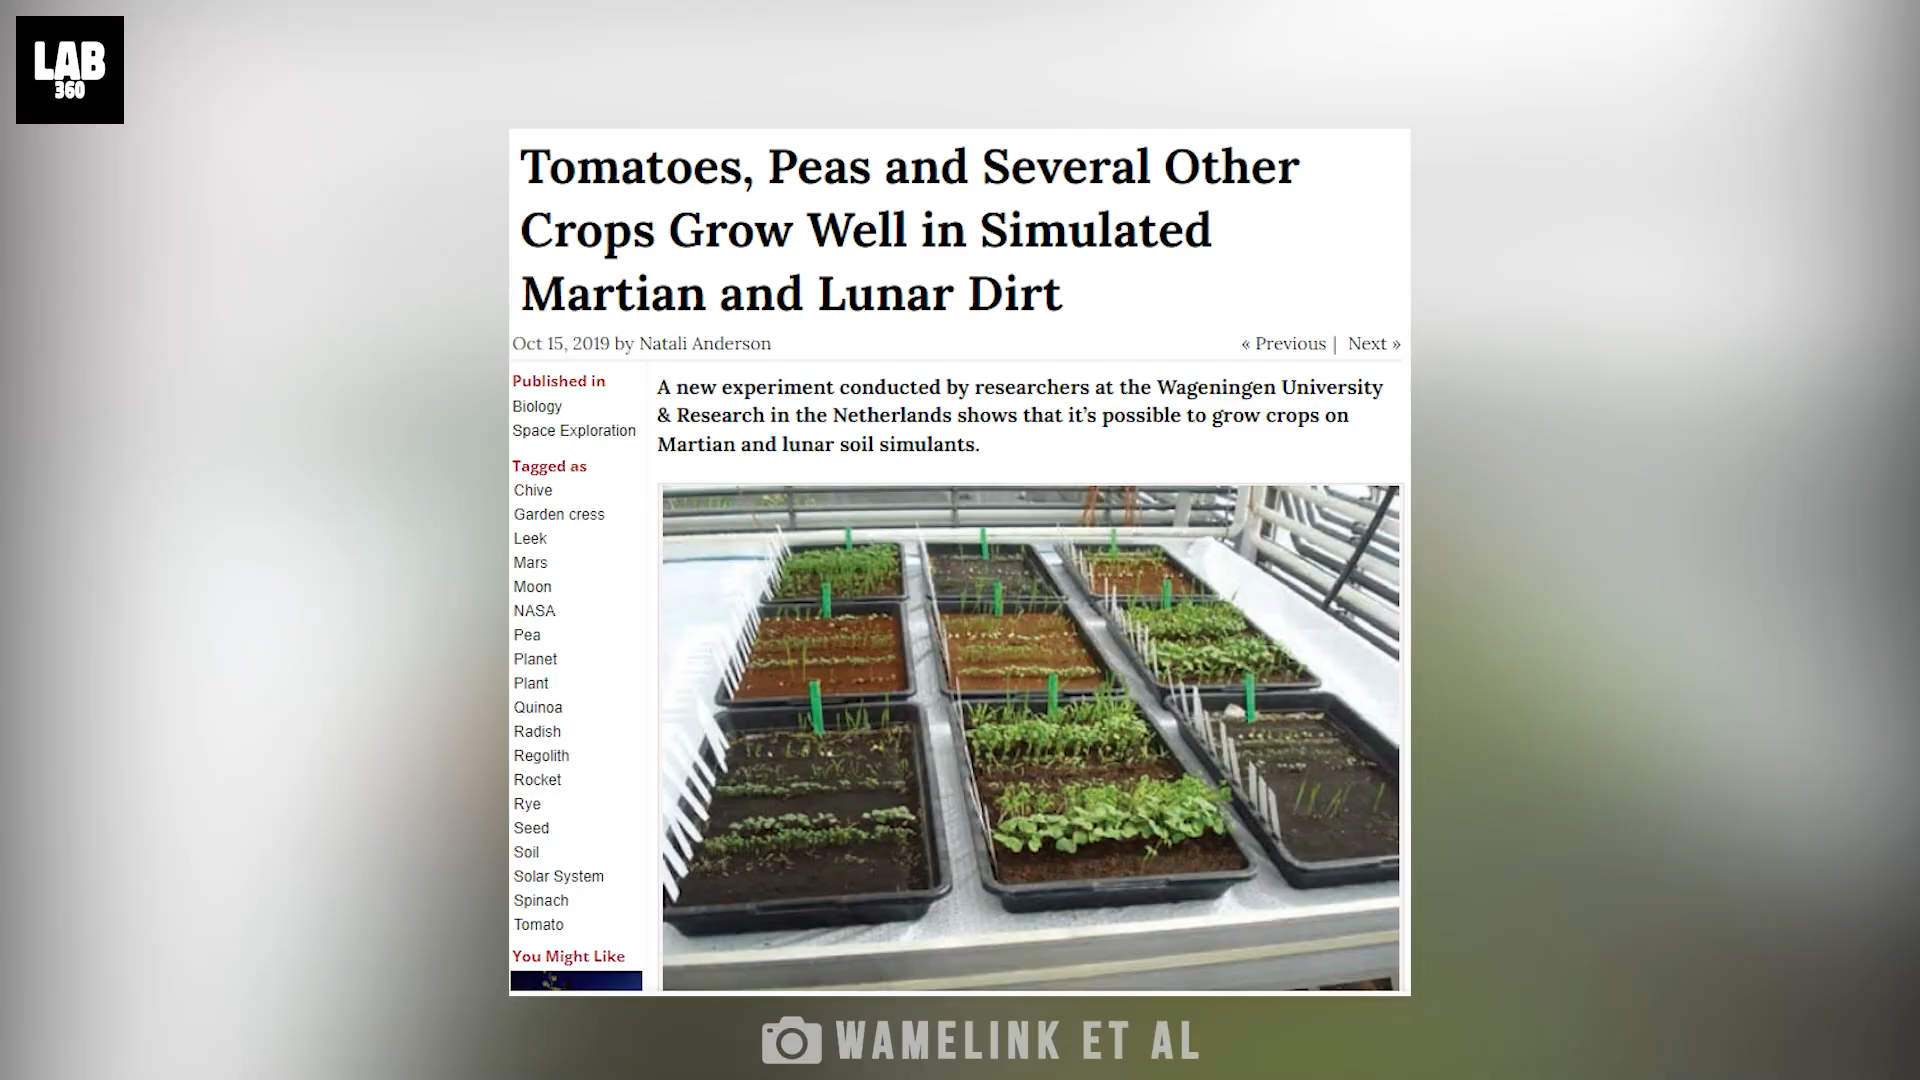 LAB
360
Tomatoes, Peas and Several Other
Crops Grow Well in Simulated
Martian and Lunar Dirt
Oct 15, 2019 by Natali Anderson
« Previous | Next »
Published in
Biology
Space Exploration
Tagged as
Chive
Garden cress
Leek
Mars
Moon
NASA
Pea
Planet
Plant
Quinoa
Radish
Regolith
Rocket
Rye
Seed
Soil
Solar System
Spinach
Tomato
You Might Like
A new experiment conducted by researchers at the Wageningen University
& Research in the Netherlands shows that it’s possible to grow crops on
Martian and lunar soil simulants.
WAMELINK ET AL